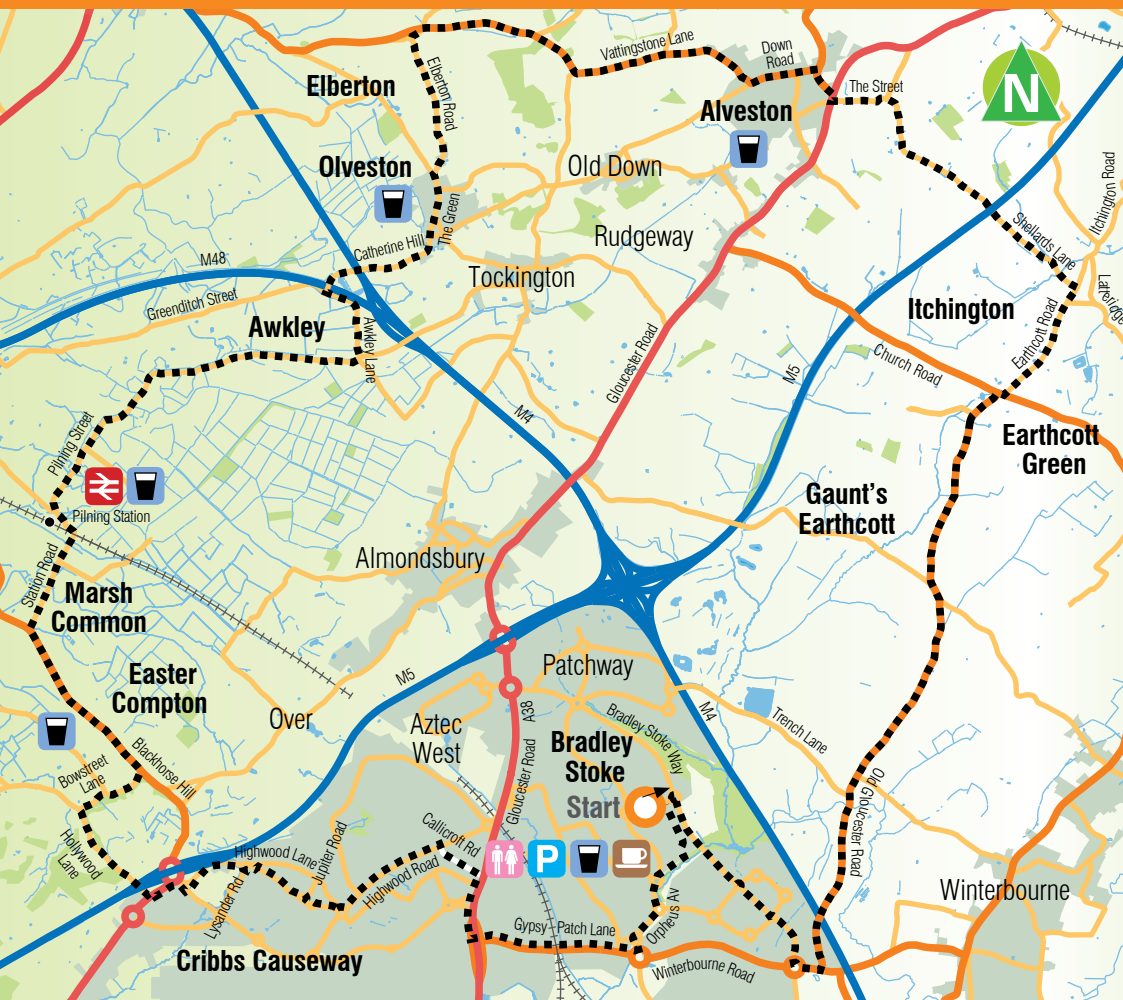 Vattingstone Lane
Down
Road
Elberton
Elberton Road
The Street
N
Alveston
Olveston
Old Down
Itchington Road
The Green
Rudgeway
Shellards Lane
Catherine Hill
M48
Tockington
Greenditch Street
Latteridge
Itchington
Awkley
Awkley Lane
Earthcott Road
Gloucester Road
Church Road
M5
M4
Pilning Street
Earthcott
Green
Gaunt's
Earthcott
Pilning Station
Almondsbury
Station Road
Marsh
Common
Easter
Compton
Patchway
M5
Over
Aztec
West
A38
Bradley Stoke Way
M4
Trench Lane
Bradley
Stoke
Start
Blackhorse Hill
Bowstreet
Lane
Gloucester Road
Old Gloucester Road
Callicroft Rd
Hollywood
Lane
Highwood Lane
Jupiter Road
Highwood Road
P
Lysander Rd
Winterbourne
Orpheus Av
Gypsy Patch Lane
Cribbs Causeway
Winterbourne Road